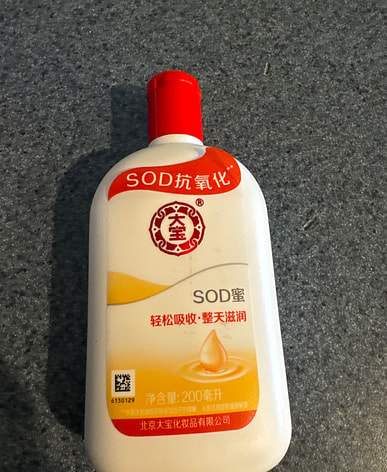 SOD抗氧化**
®
大宝
SOD蜜
轻松吸收·整天滋润
净含量:200毫升
6130129
北京大宝化妆品有限公司